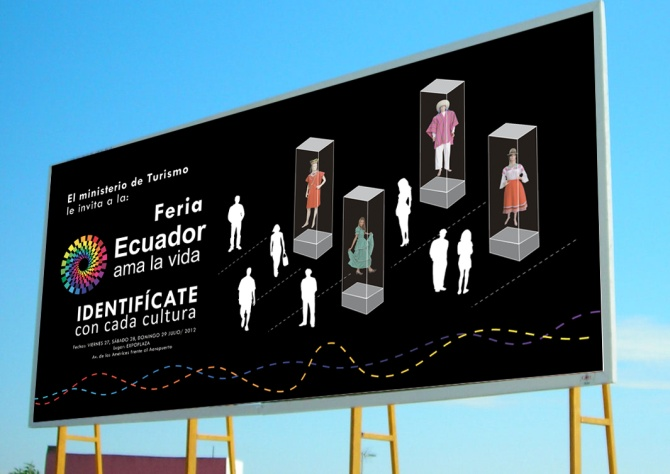 El ministerio de Turismo
le invita a la:
Feria
Ecuador
ama la vida
IDENTIFÍCATE
con cada cultura
Fecha: VIERNES 27, SÁBADO 28, DOMINGO 29 JULIO/ 2012
Lugar: EXPOPLAZA
Av. de las Américas frente al Aeropuerto